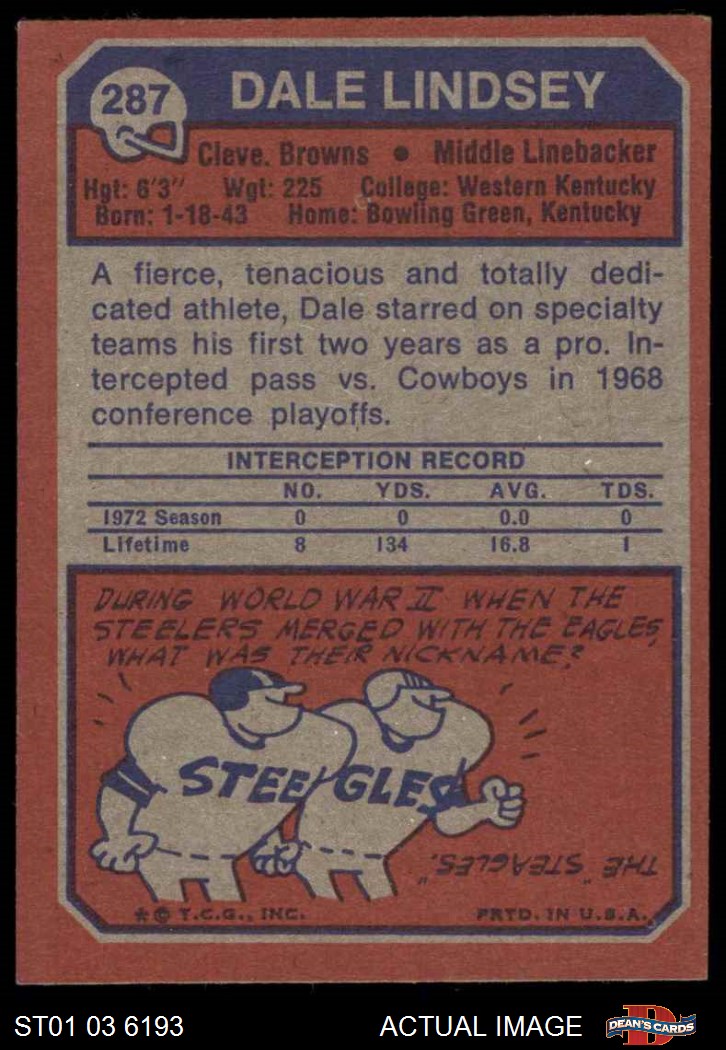 287
DALE LINDSEY
Cleve. Browns • Middle Linebacker
Hgt: 6'3" Wgt: 225 College: Western Kentucky
Born: 1-18-43 Home: Bowling Green, Kentucky
A fierce, tenacious and totally dedi-
cated athlete, Dale starred on specialty
teams his first two years as a pro. In-
tercepted pass vs. Cowboys in 1968
conference playoffs.
INTERCEPTION RECORD
NO. YDS. AVG. TDS.
1972 Season 0 0 0.0 0
Lifetime 8 134 16.8 1
DURING WORLD WAR II WHEN THE
STEELERS MERGED WITH THE EAGLES,
WHAT WAS THEIR NICKNAME?
STEEGLES
THE "STEAGLES."
*© T.C.G., INC. PRTD. IN U.S.A.
ST01 03 6193 ACTUAL IMAGE D DEAN'S CARDS